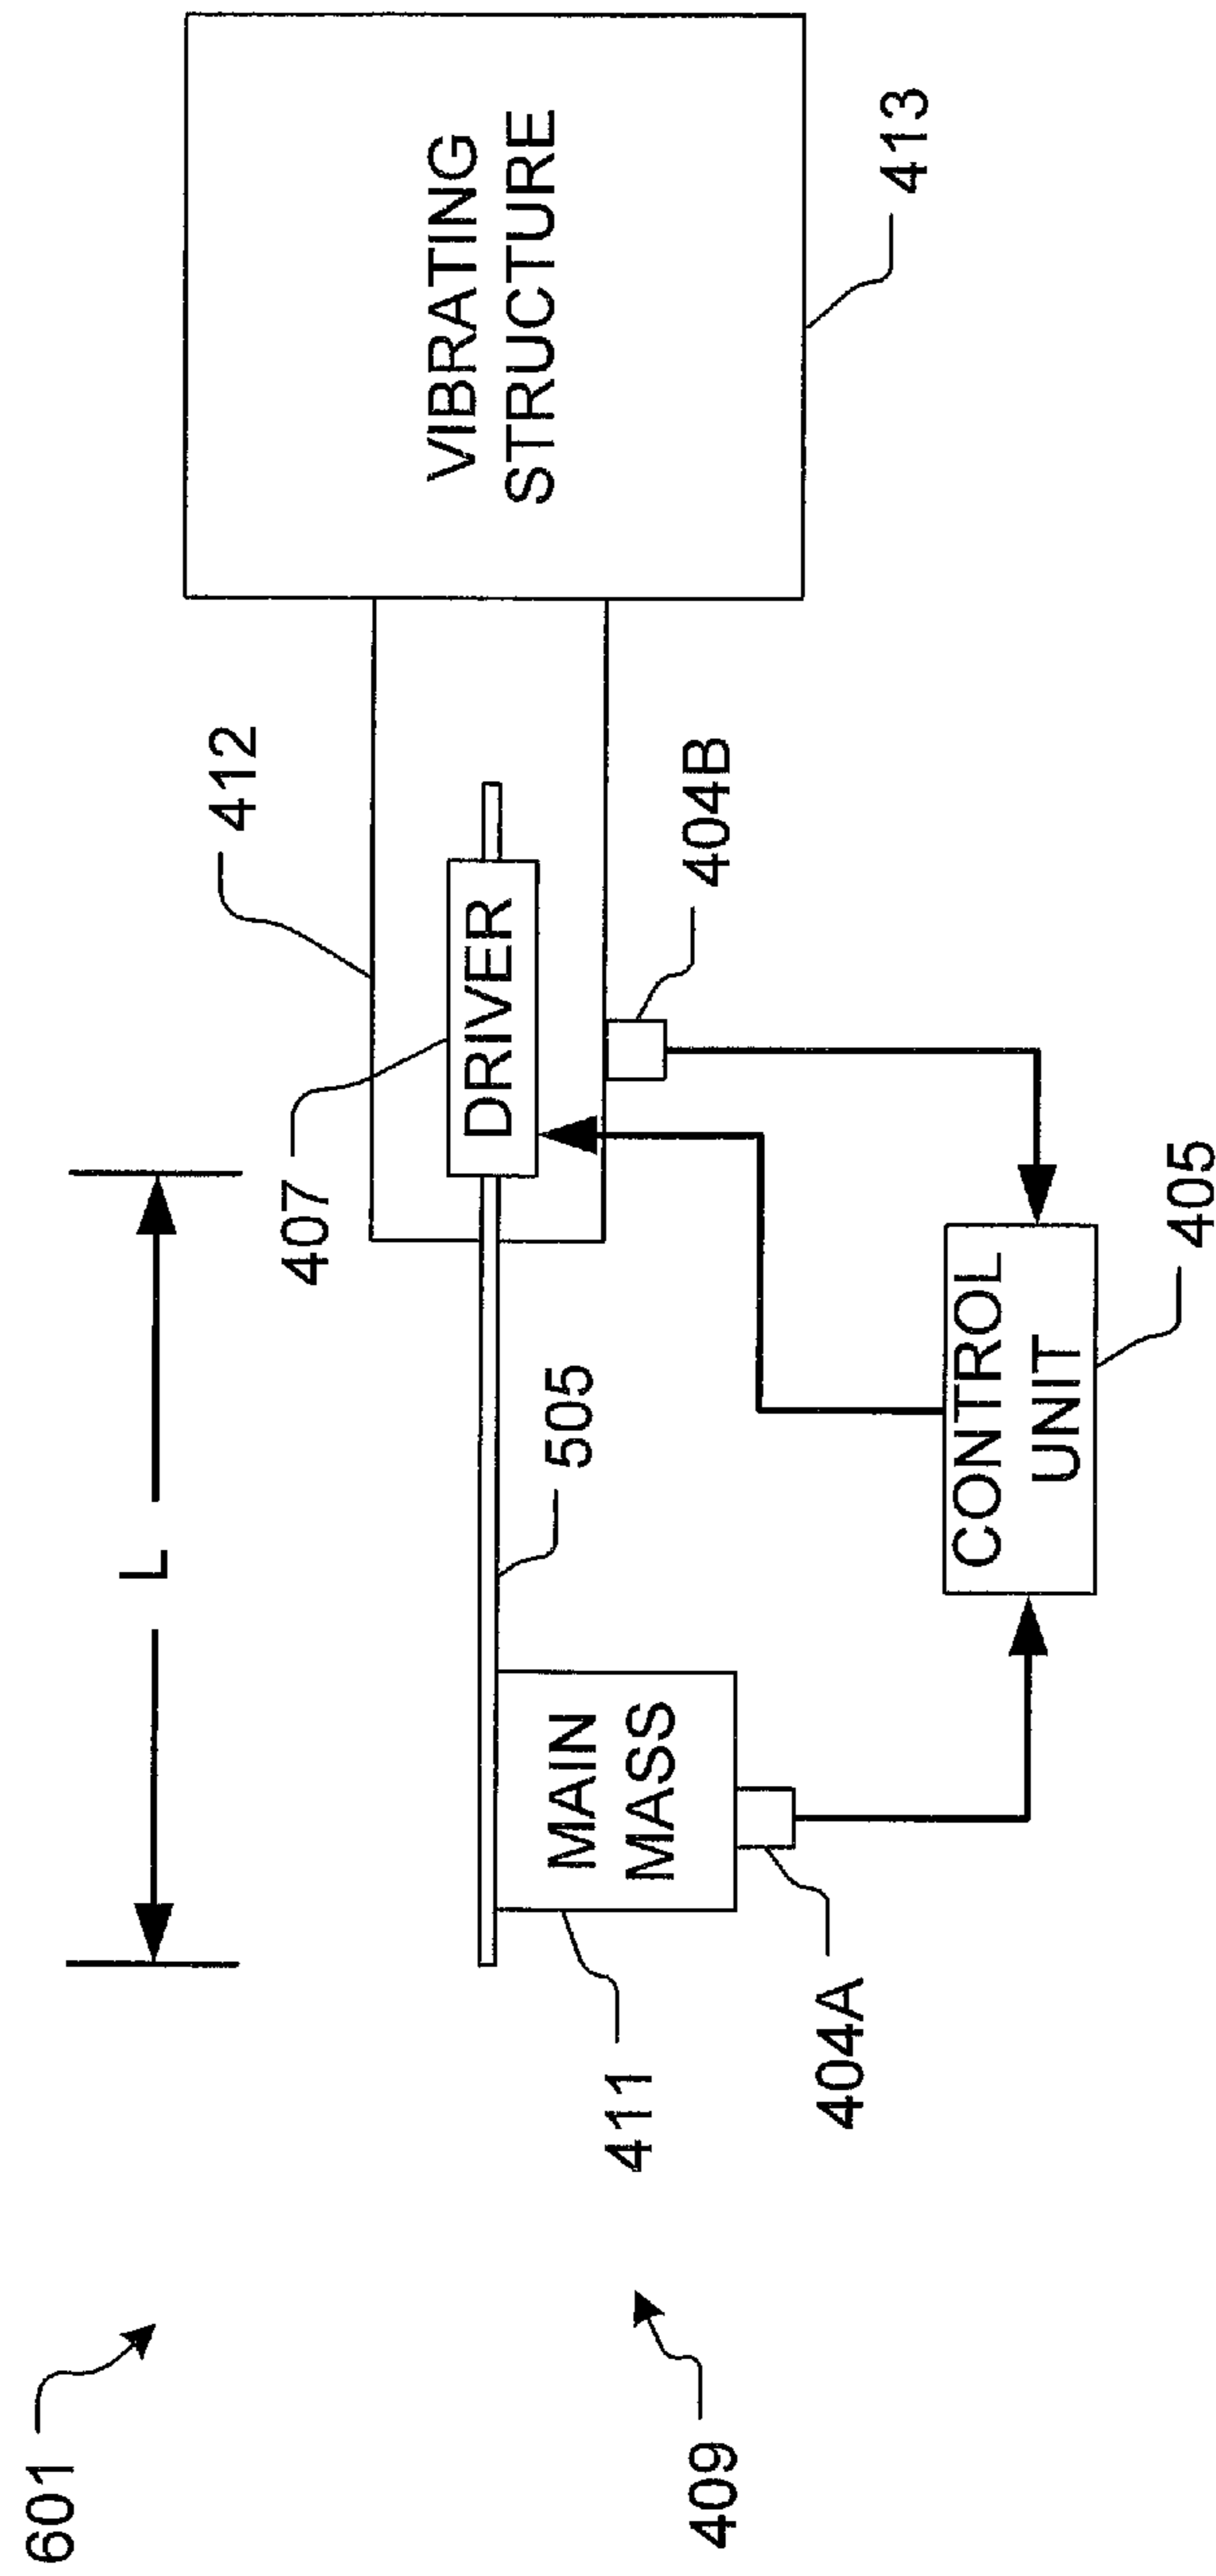 601
L
412
407
VIBRATING
STRUCTURE
DRIVER
505
MAIN
MASS
411
409
404B
404A
413
CONTROL
UNIT
405